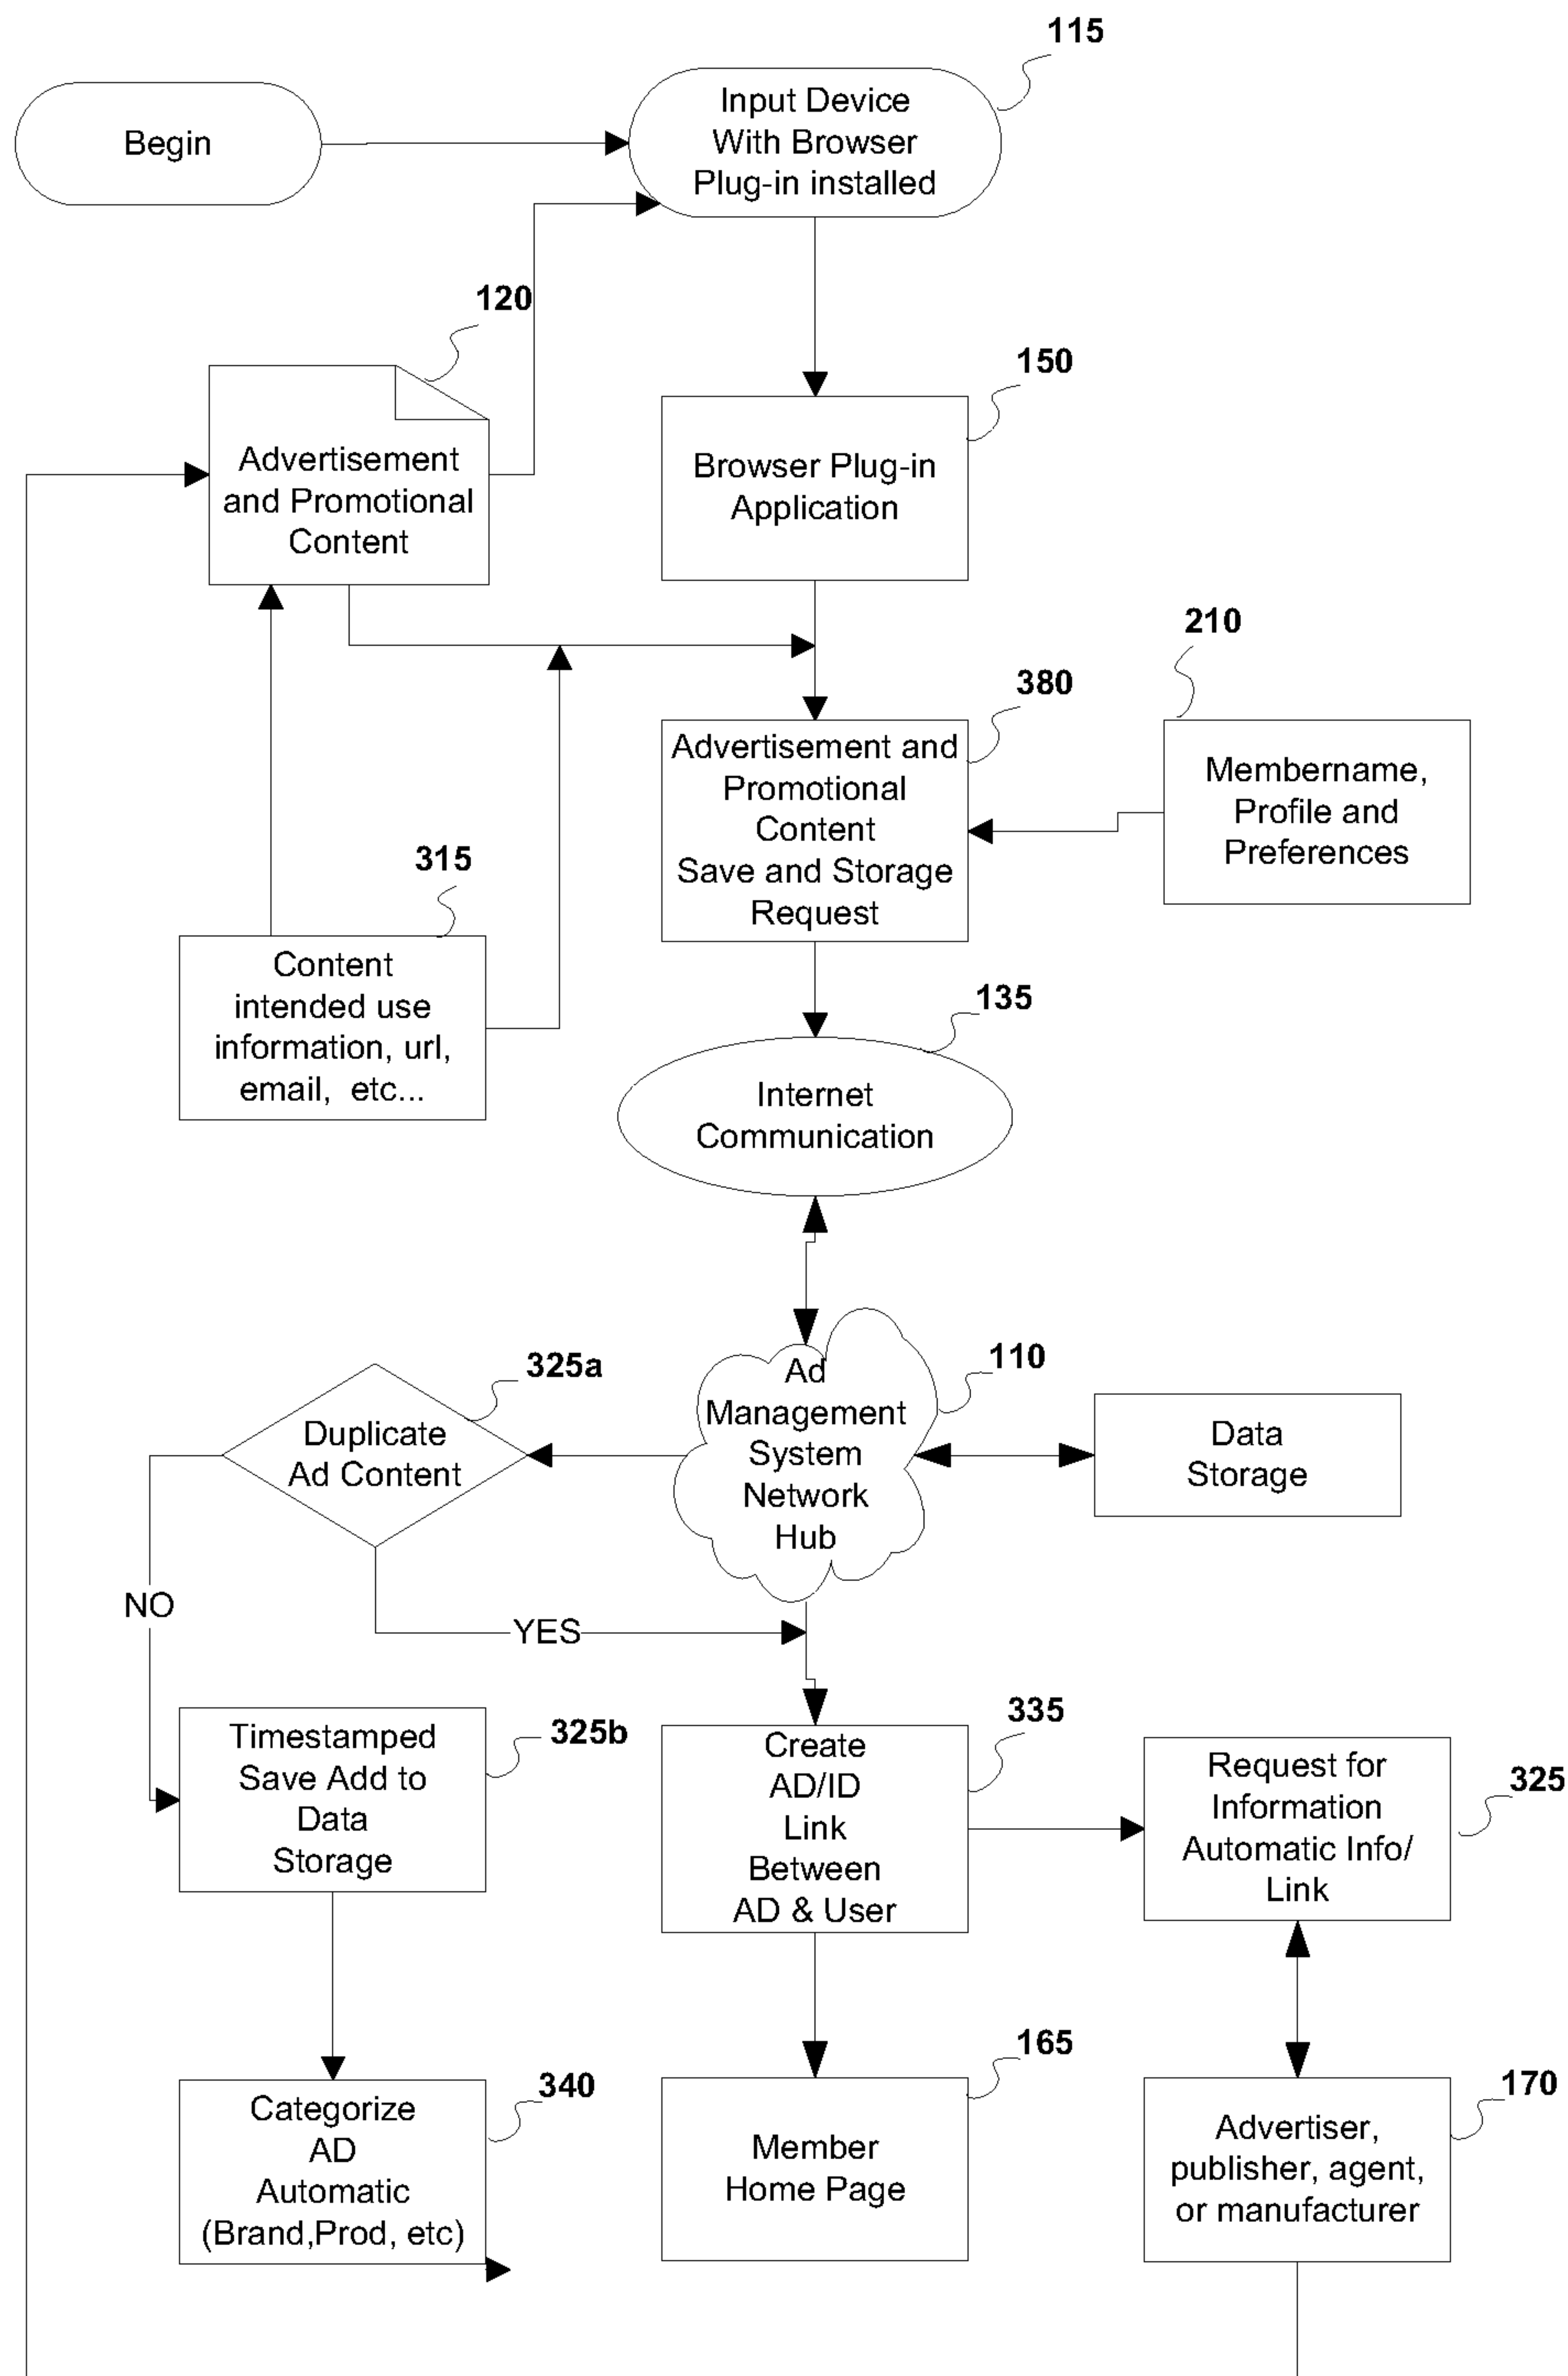 115
Begin
Input Device
With Browser
Plug-in installed
120
150
Advertisement
and Promotional
Content
Browser Plug-in
Application
210
380
Advertisement and
Promotional
Content
Save and Storage
Request
Membername,
Profile and
Preferences
315
Content
intended use
information, url,
email,  etc...
135
Internet
Communication
325a
Duplicate
Ad Content
110
Ad
Management
System
Network
Hub
Data
Storage
NO
YES
325b
Timestamped
Save Add to
Data
Storage
335
Create
AD/ID
Link
Between
AD & User
325
Request for
Information
Automatic Info/
Link
340
Categorize
AD
Automatic
(Brand,Prod, etc)
165
Member
Home Page
170
Advertiser,
publisher, agent,
or manufacturer